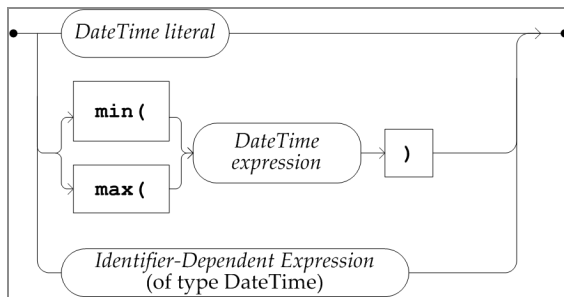 DateTime literal
min(
max(
DateTime
expression
)
Identifier-Dependent Expression
(of type DateTime)